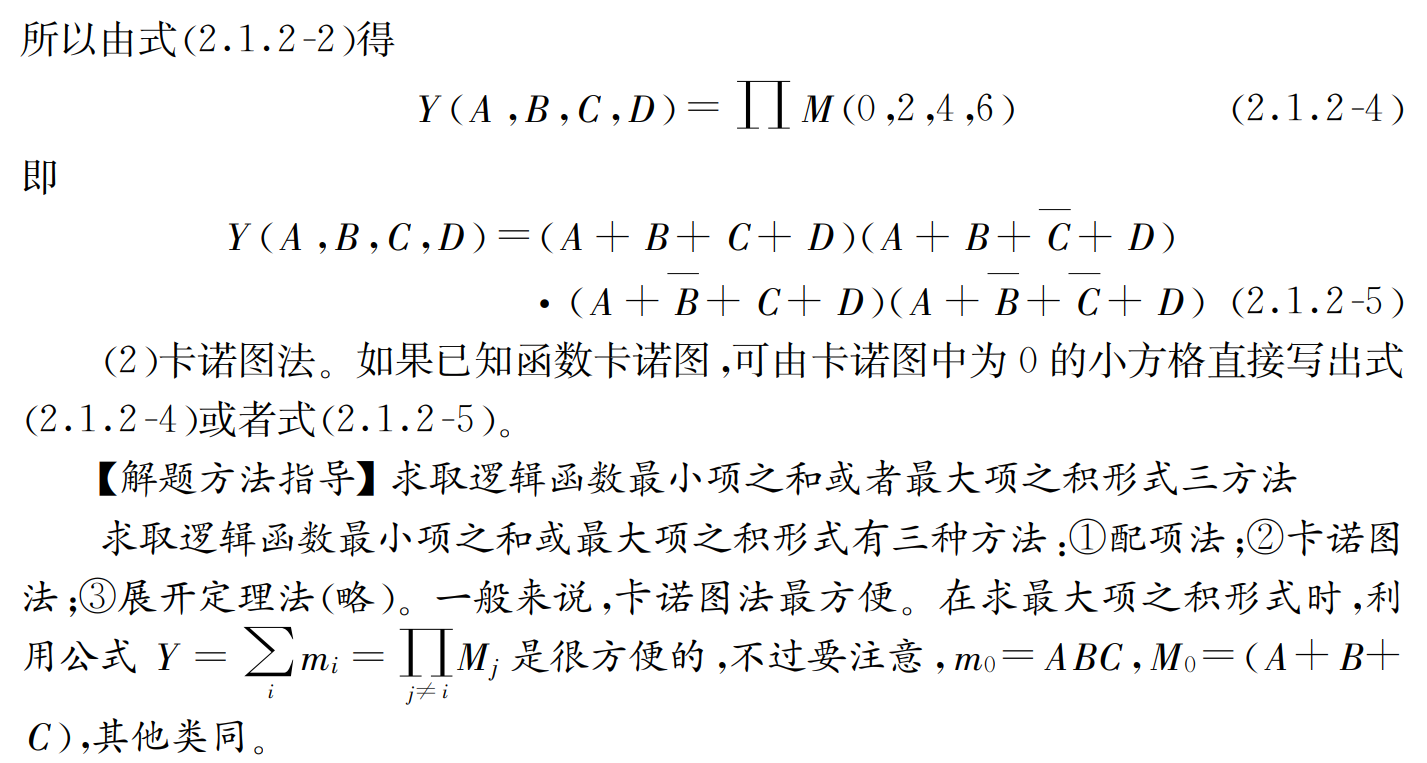 所以由式(2.1.2-2)得
Y(A,B,C,D)=∏M(0,2,4,6) (2.1.2-4)
即
Y(A,B,C,D)=(A+B+C+D)(A+B+C̅+D)
·(A+B̅+C+D)(A+B̅+C̅+D) (2.1.2-5)
(2)卡诺图法。如果已知函数卡诺图,可由卡诺图中为0的小方格直接写出式
(2.1.2-4)或者式(2.1.2-5)。
【解题方法指导】求取逻辑函数最小项之和或者最大项之积形式三方法
求取逻辑函数最小项之和或最大项之积形式有三种方法:①配项法;②卡诺图
法;③展开定理法(略)。一般来说,卡诺图法最方便。在求最大项之积形式时,利
用公式 Y=∑_i m_i=∏_{j≠i} M_j 是很方便的,不过要注意,m₀=ABC,M₀=(A+B+
C),其他类同。